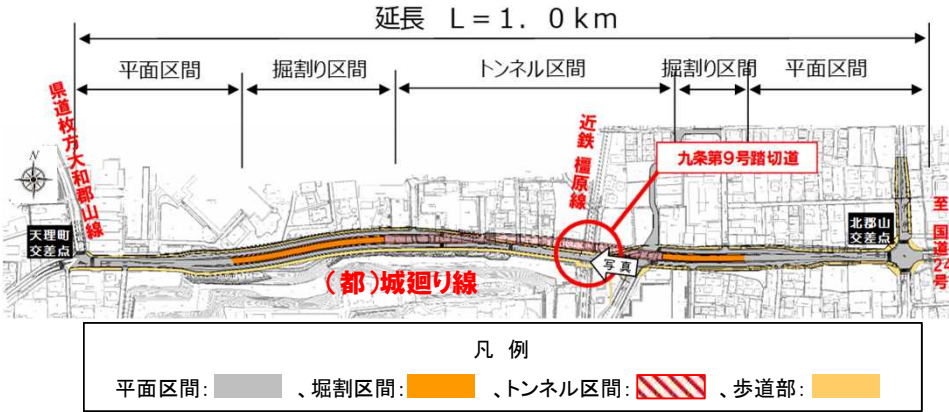 延長 L=1.0km
平面区間
掘割り区間
トンネル区間
掘割り区間
平面区間
県道枚方大和郡山線
近鉄橿原線
九条第9号踏切道
N
天理町
交差点
北郡山
交差点
至 国道24号
写真
(都)城廻り線
凡 例
平面区間: 、掘割区間: 、トンネル区間: 、歩道部: